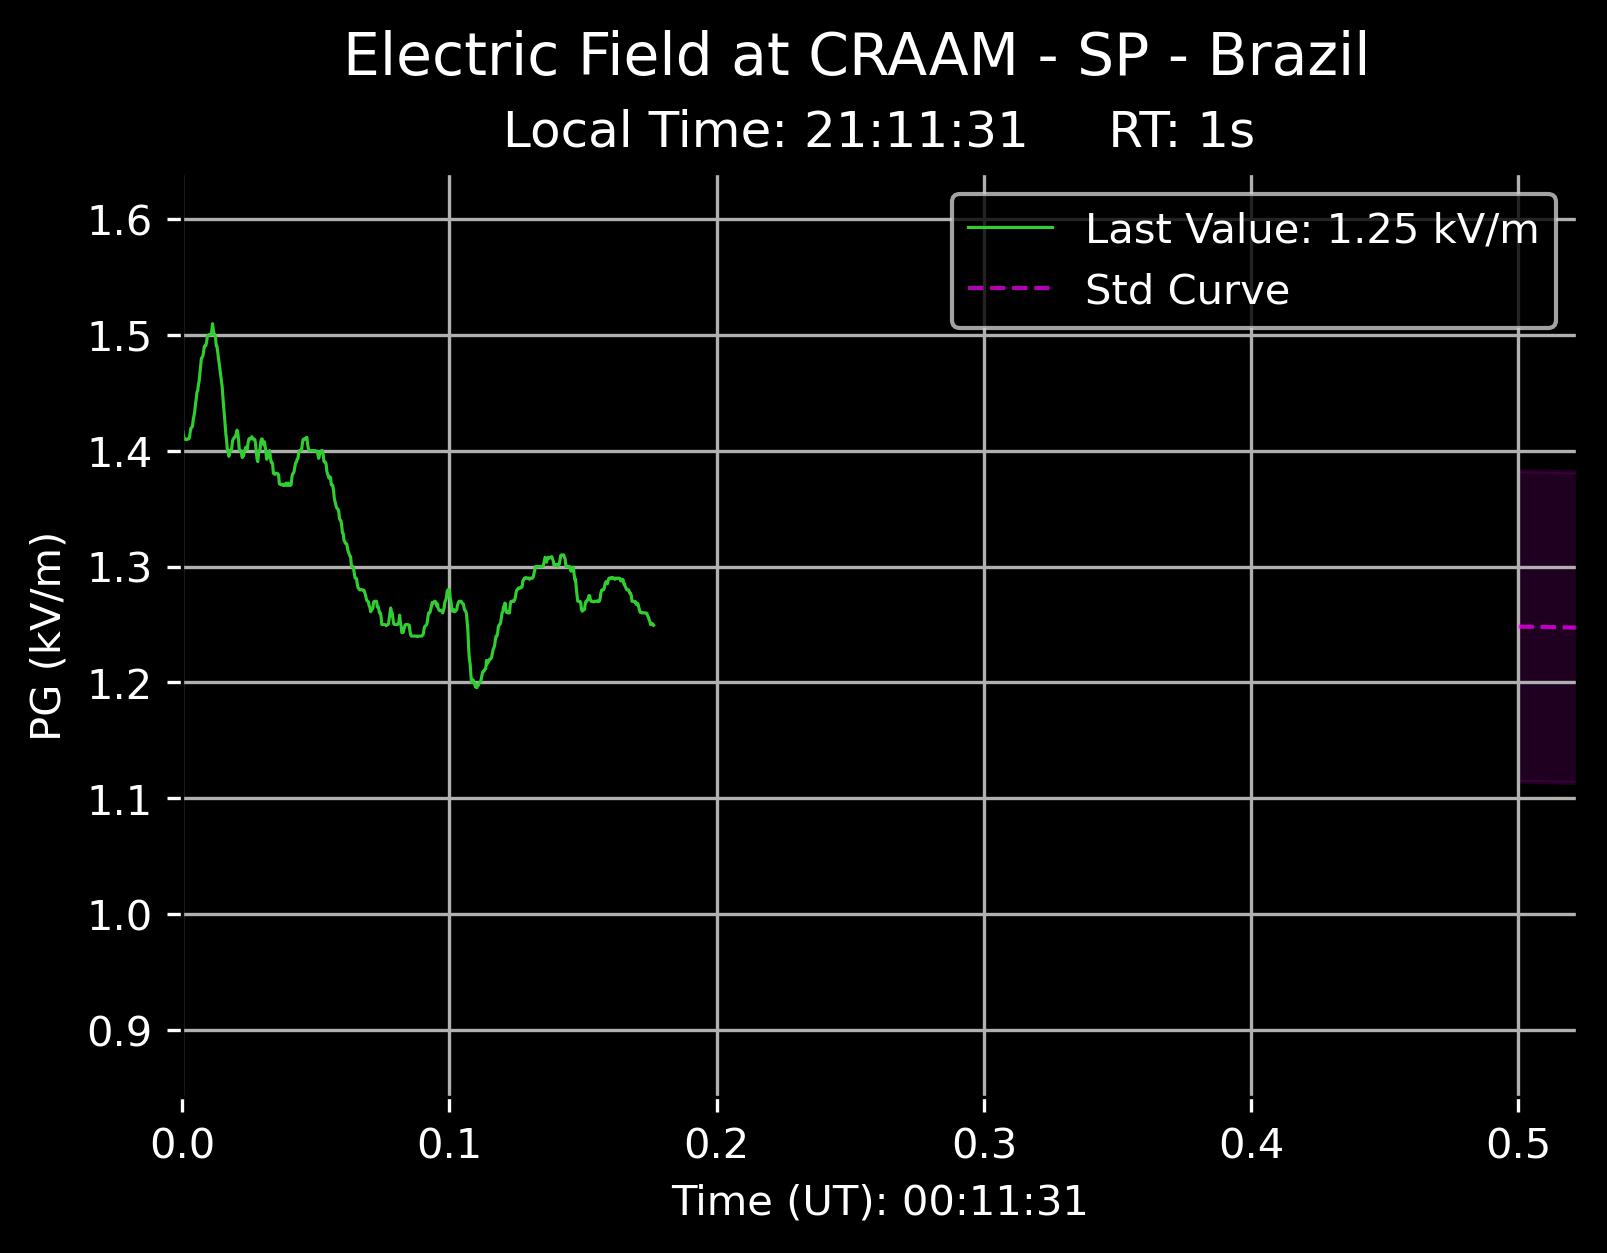 Electric Field at CRAAM - SP - Brazil
Local Time: 21:11:31 RT: 1s
Last Value: 1.25 kV/m
Std Curve
PG (kV/m)
1.6
1.5
1.4
1.3
1.2
1.1
1.0
0.9
0.0 0.1 0.2 0.3 0.4 0.5
Time (UT): 00:11:31